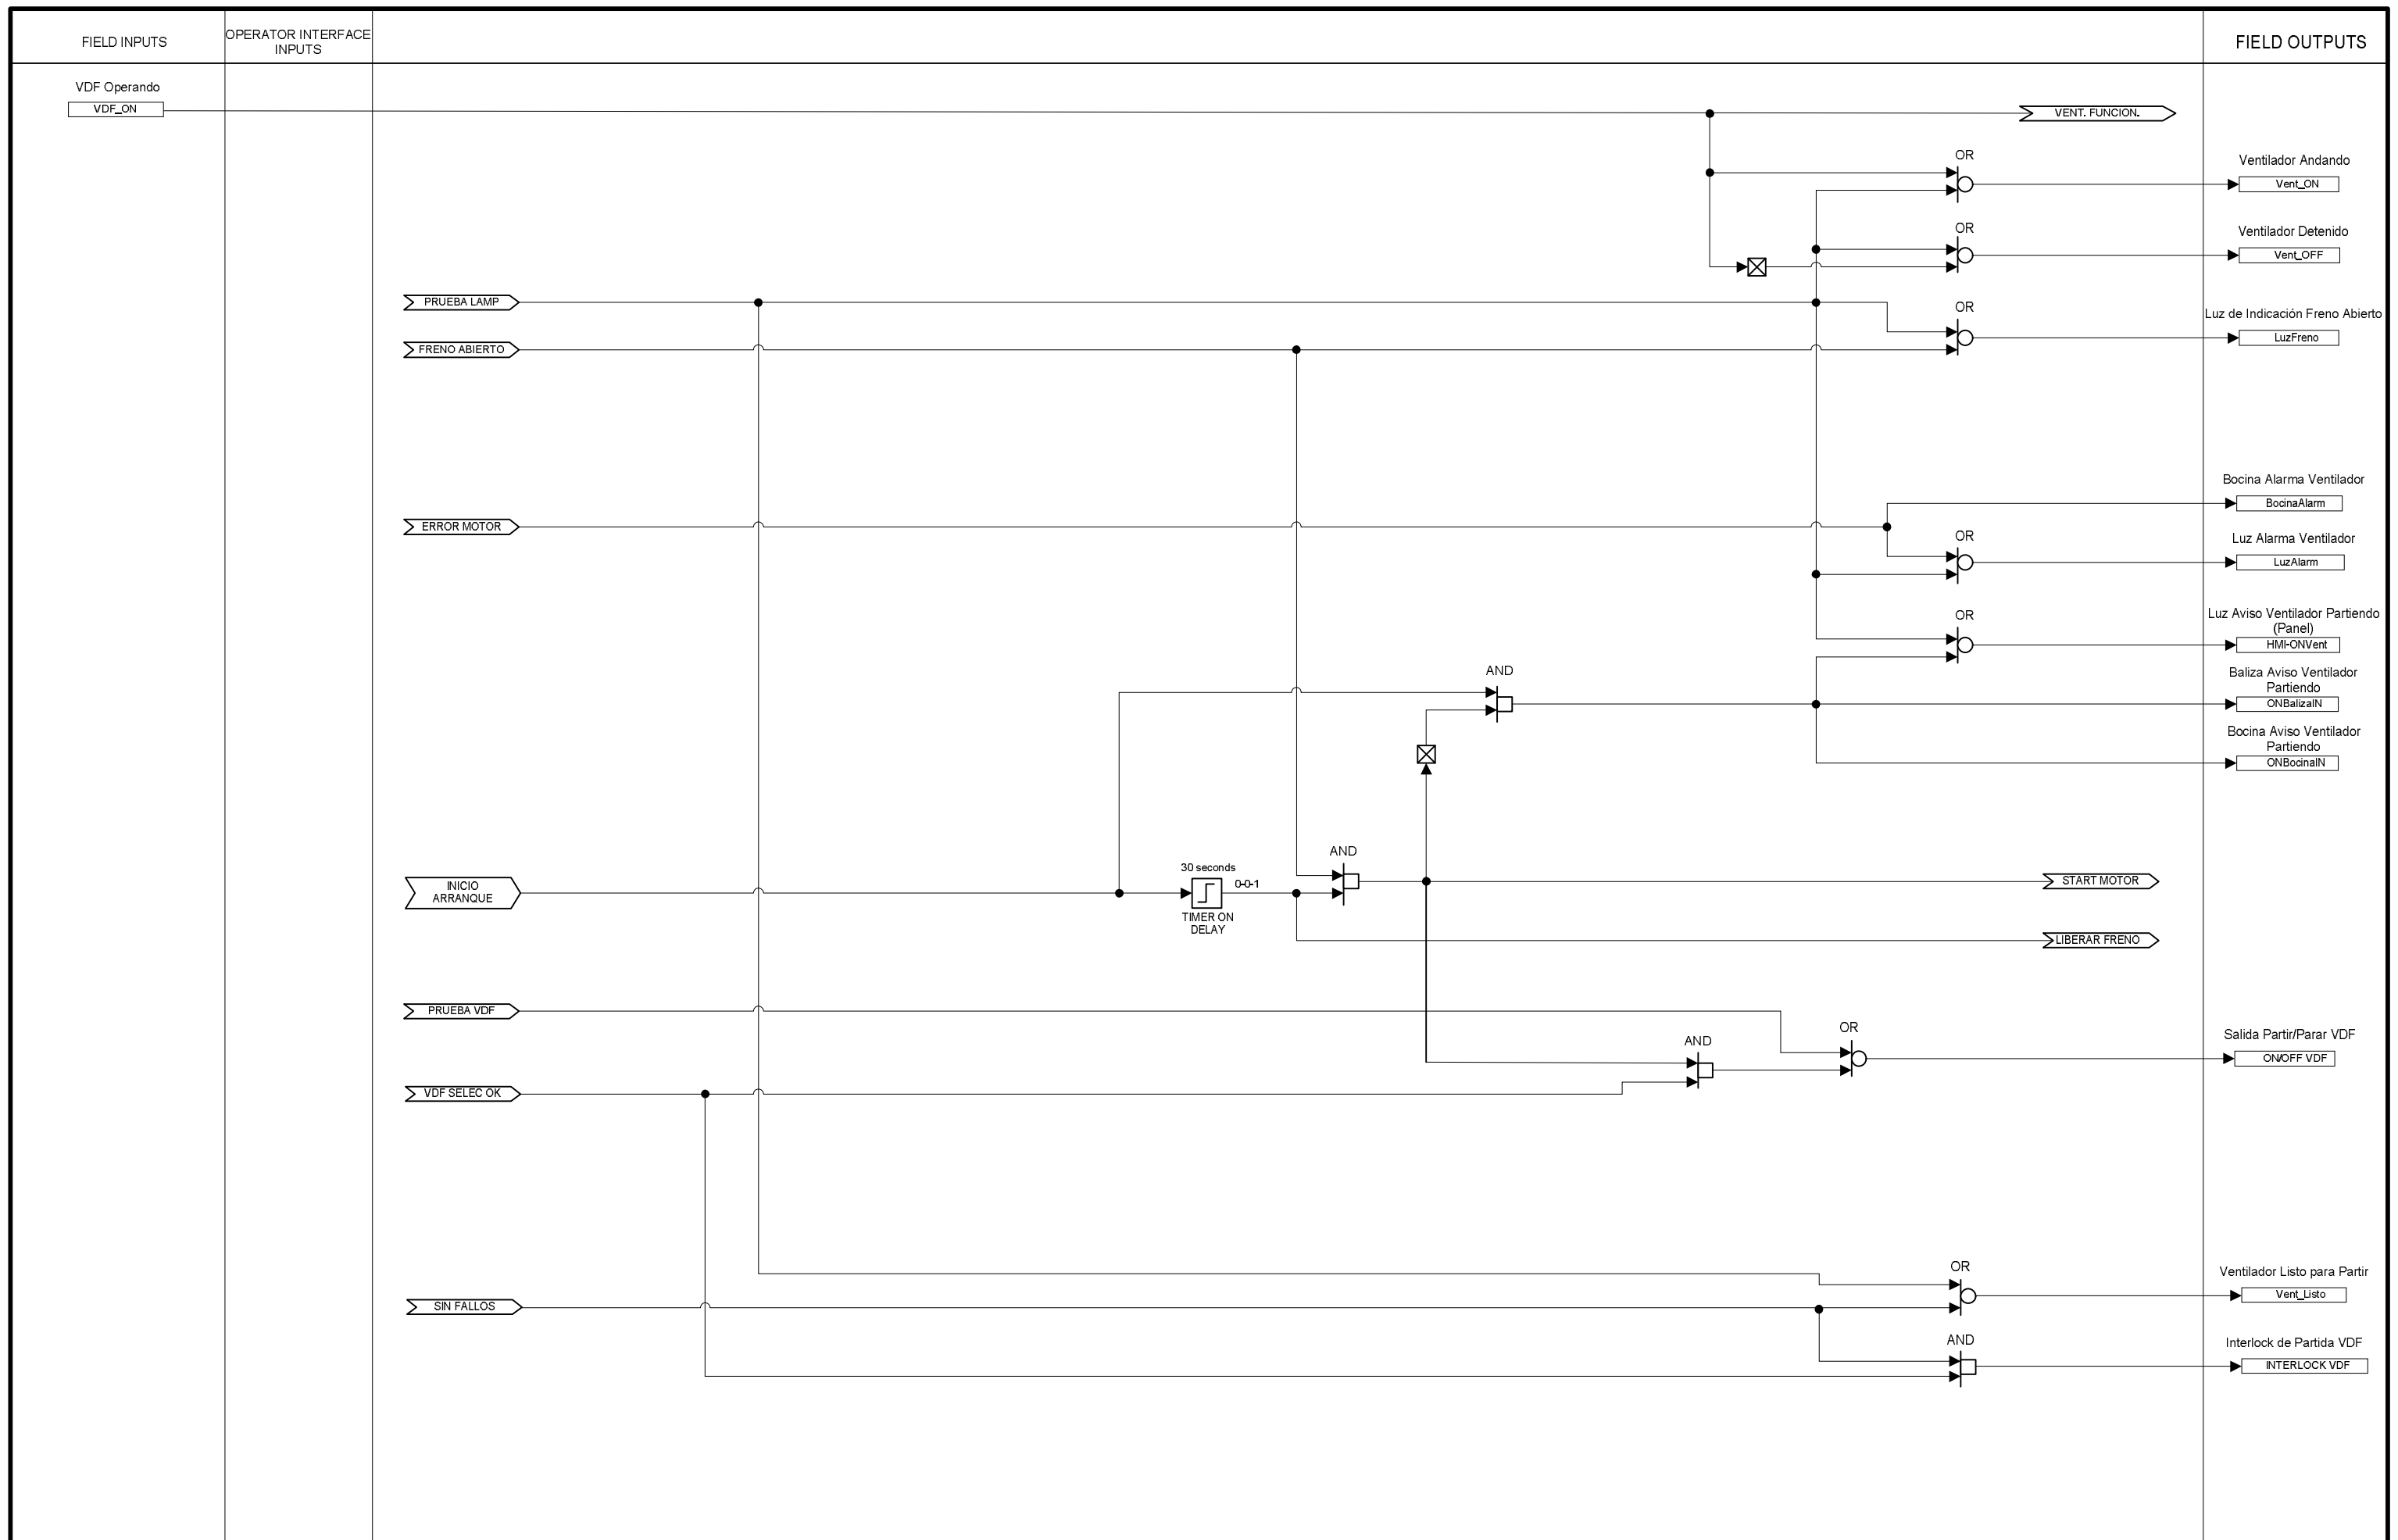 FIELD INPUTS
OPERATOR INTERFACE
INPUTS
FIELD OUTPUTS
VDF Operando
VDF_ON
VENT. FUNCION.
OR
Ventilador Andando
Vent_ON
OR
Ventilador Detenido
Vent_OFF
PRUEBA LAMP
OR
Luz de Indicación Freno Abierto
LuzFreno
FRENO ABIERTO
Bocina Alarma Ventilador
BocinaAlarm
ERROR MOTOR
OR
Luz Alarma Ventilador
LuzAlarm
OR
Luz Aviso Ventilador Partiendo
(Panel)
HMI-ONVent
AND
Baliza Aviso Ventilador
Partiendo
ONBalizaIN
Bocina Aviso Ventilador
Partiendo
ONBocinaIN
AND
30 seconds
0-0-1
INICIO
ARRANQUE
TIMER ON
DELAY
START MOTOR
LIBERAR FRENO
PRUEBA VDF
OR
AND
Salida Partir/Parar VDF
ON/OFF VDF
VDF SELEC OK
OR
Ventilador Listo para Partir
Vent_Listo
SIN FALLOS
AND
Interlock de Partida VDF
INTERLOCK VDF